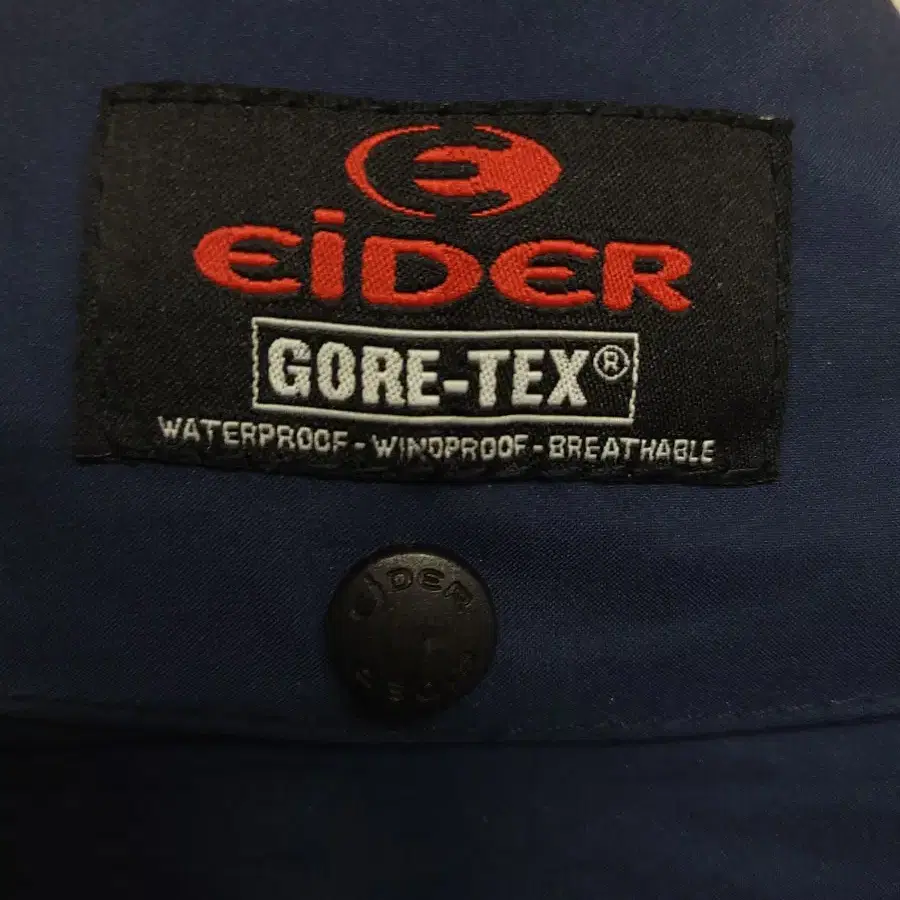 EiDER
GORE-TEX®
WATERPROOF - WINDPROOF - BREATHABLE
EiDER